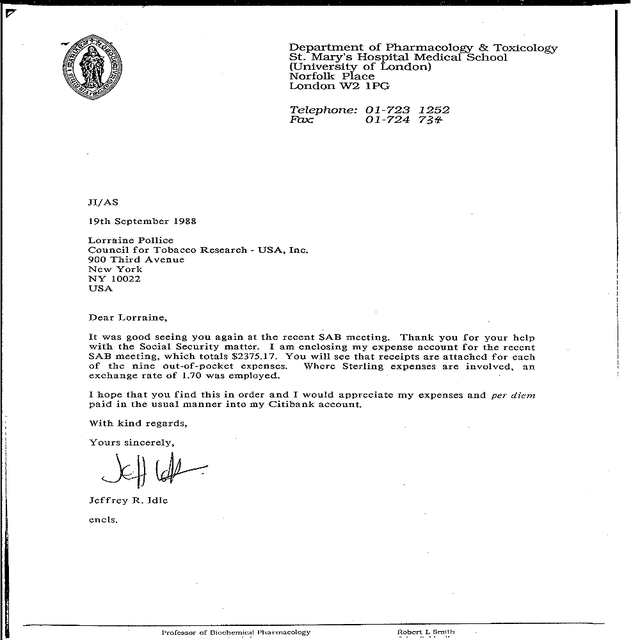 Department of Pharmacology & Toxicology
St. Mary's Hospital Medical School
(University of London)
Norfolk Place
London W2 1PG
Telephone: 01-723 1252
Fax: 01-724 734
JI/AS
19th September 1988
Lorraine Pollice
Council for Tobacco Research - USA, Inc.
900 Third Avenue
New York
NY 10022
USA
Dear Lorraine,
It was good seeing you again at the recent SAB meeting. Thank you for your help
with the Social Security matter. I am enclosing my expense account for the recent
SAB meeting, which totals $2375.17. You will see that receipts are attached for each
of the nine out-of-pocket expenses. Where Sterling expenses are involved, an
exchange rate of 1.70 was employed.
I hope that you find this in order and I would appreciate my expenses and per diem
paid in the usual manner into my Citibank account.
With kind regards,
Yours sincerely,
Jeffrey R. Idle
encls.
Professor of Biochemical Pharmacology
Robert L Smith